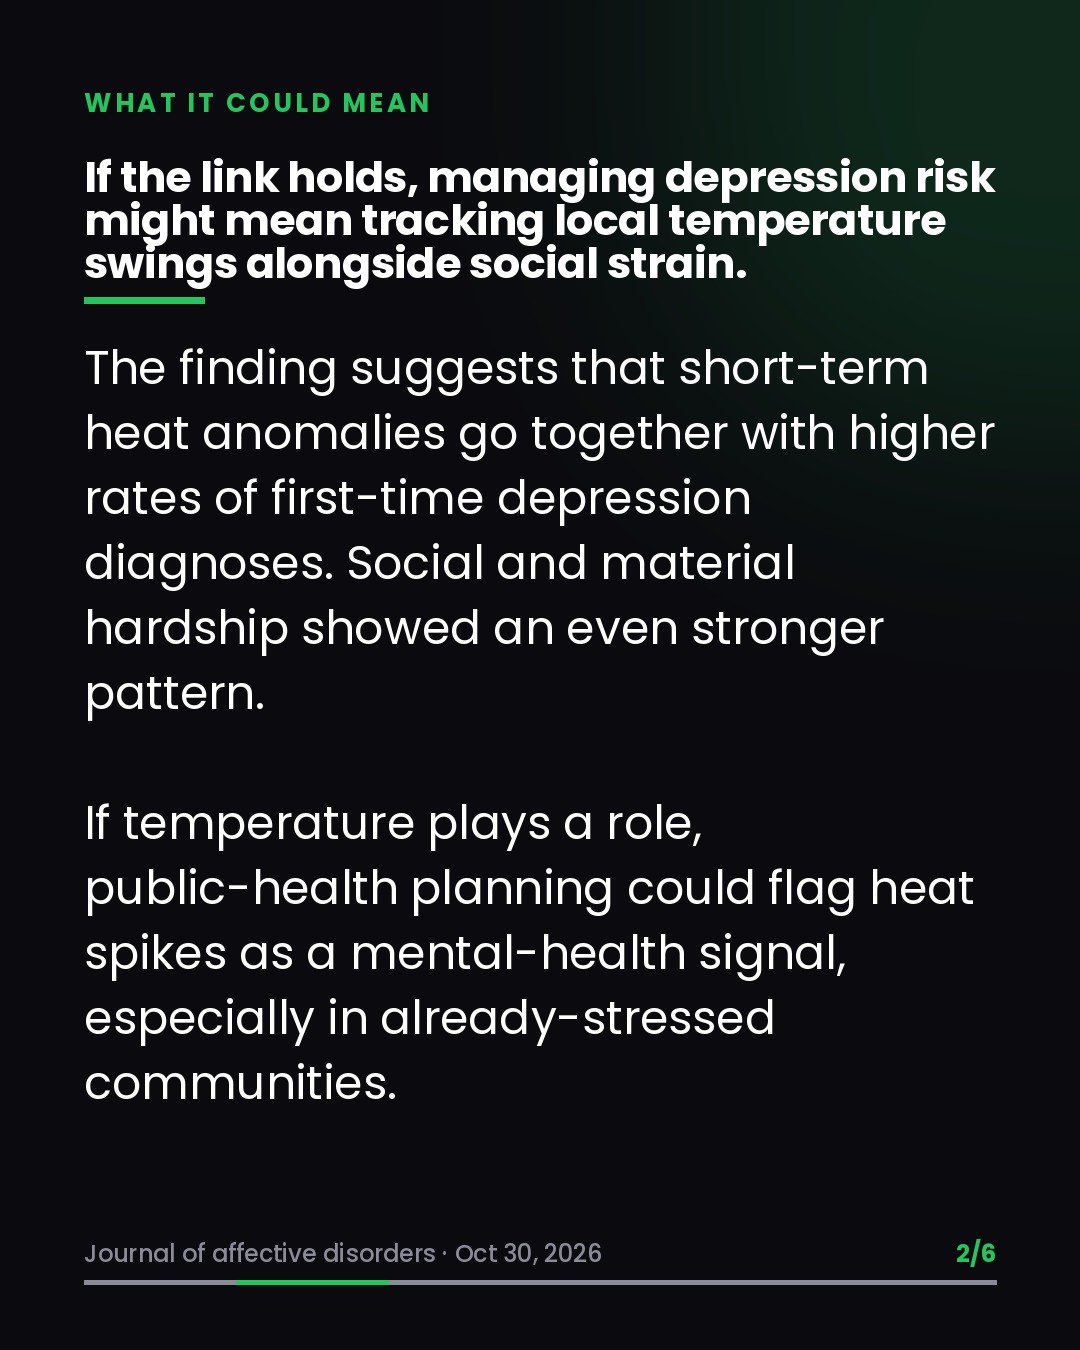 WHAT IT COULD MEAN
If the link holds, managing depression risk
might mean tracking local temperature
swings alongside social strain.
The finding suggests that short-term
heat anomalies go together with higher
rates of first-time depression
diagnoses. Social and material
hardship showed an even stronger
pattern.
If temperature plays a role,
public-health planning could flag heat
spikes as a mental-health signal,
especially in already-stressed
communities.
Journal of affective disorders · Oct 30, 2026
2/6